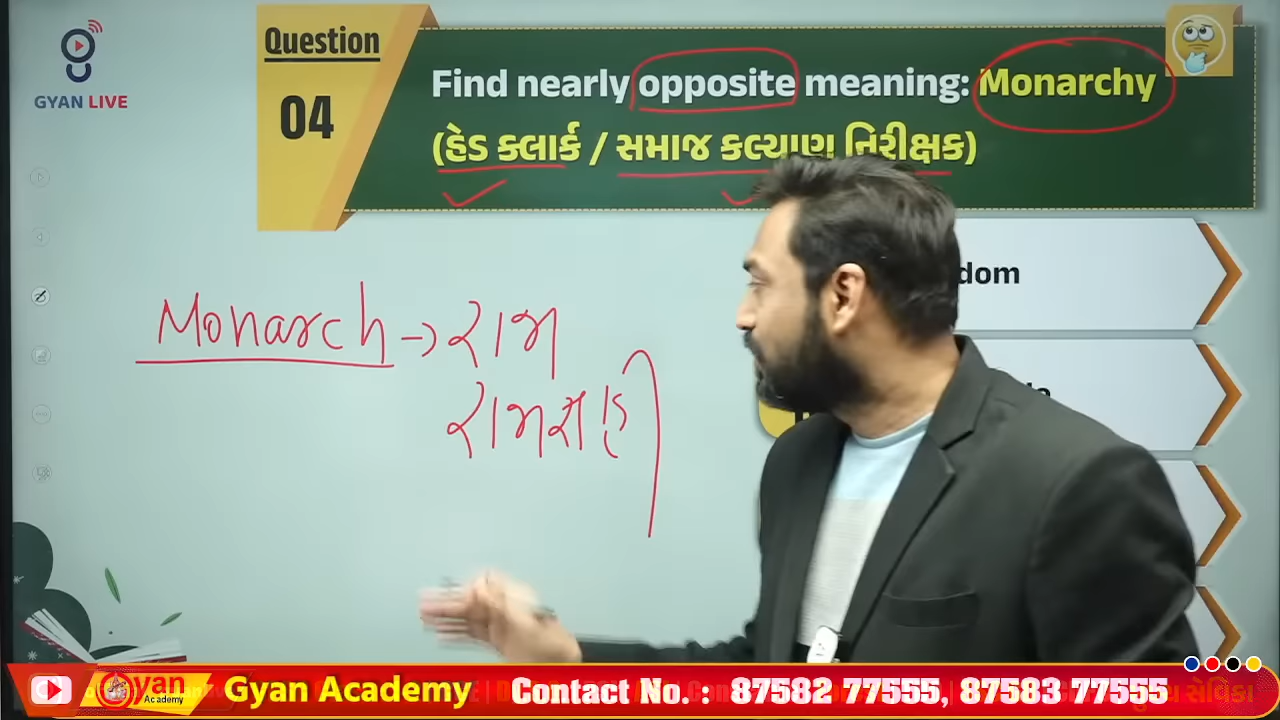 GYAN LIVE
Question
04
Find nearly opposite meaning: Monarchy
(હેડ ક્લાર્ક / સમાજ કલ્યાણ નિરીક્ષક)
dom
Monarch → રાજા
રાજાશાહી
Gyan Academy
Gyan Academy Contact No. : 87582 77555, 87583 77555